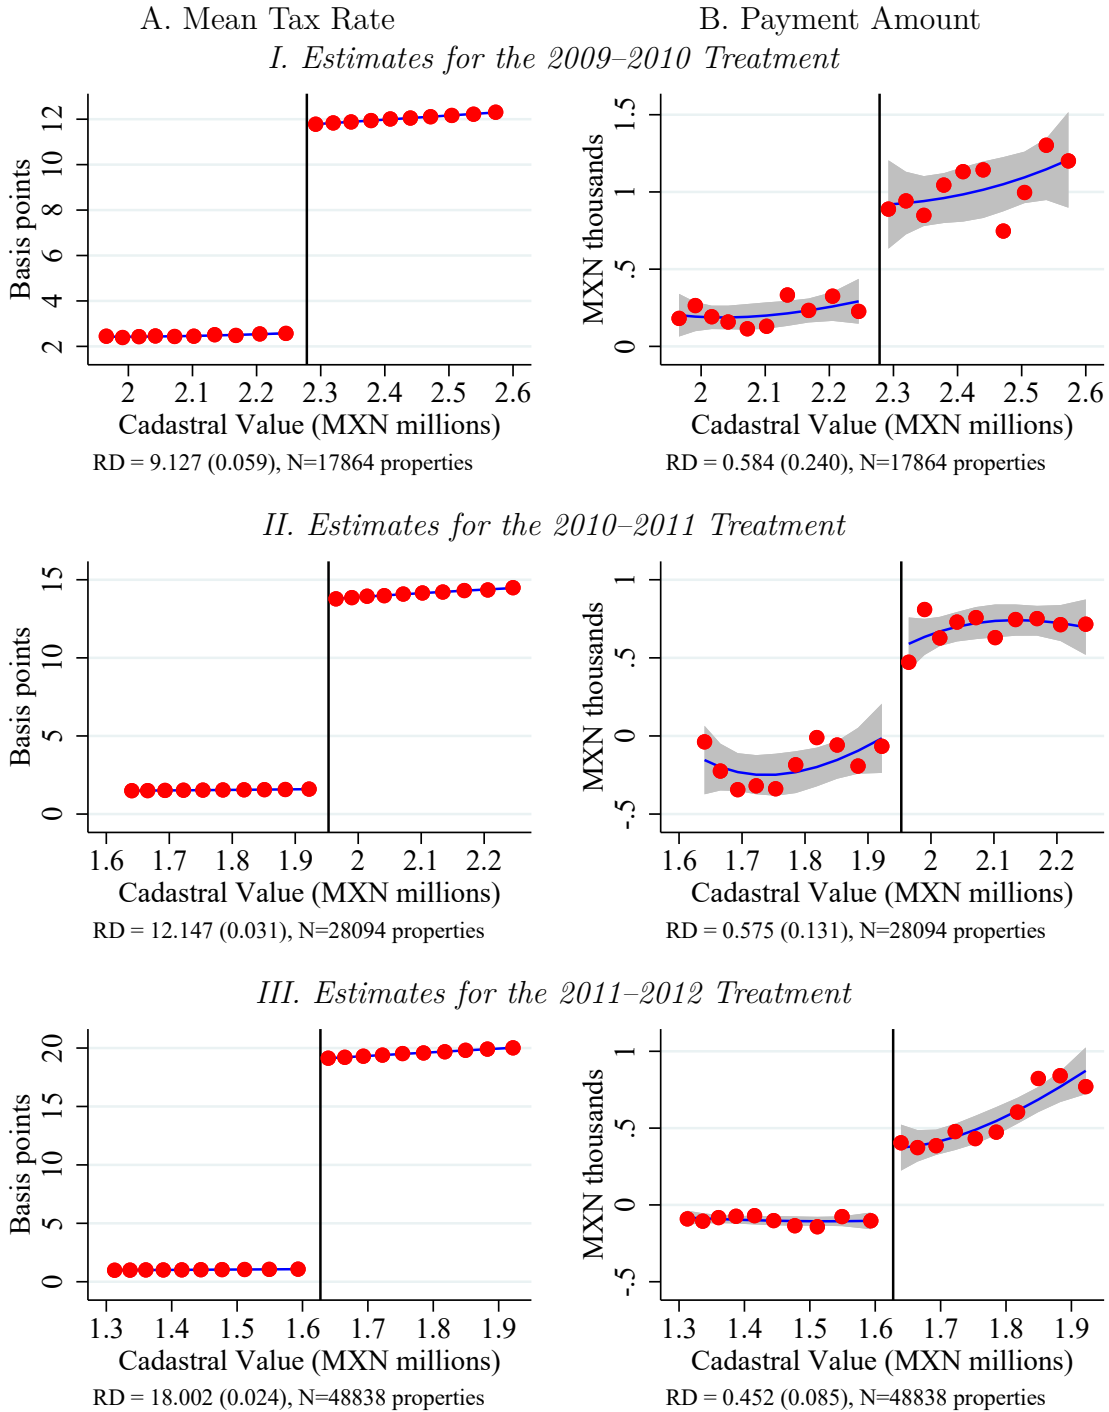 A. Mean Tax Rate
B. Payment Amount
I. Estimates for the 2009–2010 Treatment
Basis points
2 4 6 8 10 12
2 2.1 2.2 2.3 2.4 2.5 2.6
Cadastral Value (MXN millions)
RD = 9.127 (0.059), N=17864 properties
MXN thousands
0 .5 1 1.5
2 2.1 2.2 2.3 2.4 2.5 2.6
Cadastral Value (MXN millions)
RD = 0.584 (0.240), N=17864 properties
II. Estimates for the 2010–2011 Treatment
Basis points
0 5 10 15
1.6 1.7 1.8 1.9 2 2.1 2.2
Cadastral Value (MXN millions)
RD = 12.147 (0.031), N=28094 properties
MXN thousands
-.5 0 .5 1
1.6 1.7 1.8 1.9 2 2.1 2.2
Cadastral Value (MXN millions)
RD = 0.575 (0.131), N=28094 properties
III. Estimates for the 2011–2012 Treatment
Basis points
0 5 10 15 20
1.3 1.4 1.5 1.6 1.7 1.8 1.9
Cadastral Value (MXN millions)
RD = 18.002 (0.024), N=48838 properties
MXN thousands
-.5 0 .5 1
1.3 1.4 1.5 1.6 1.7 1.8 1.9
Cadastral Value (MXN millions)
RD = 0.452 (0.085), N=48838 properties